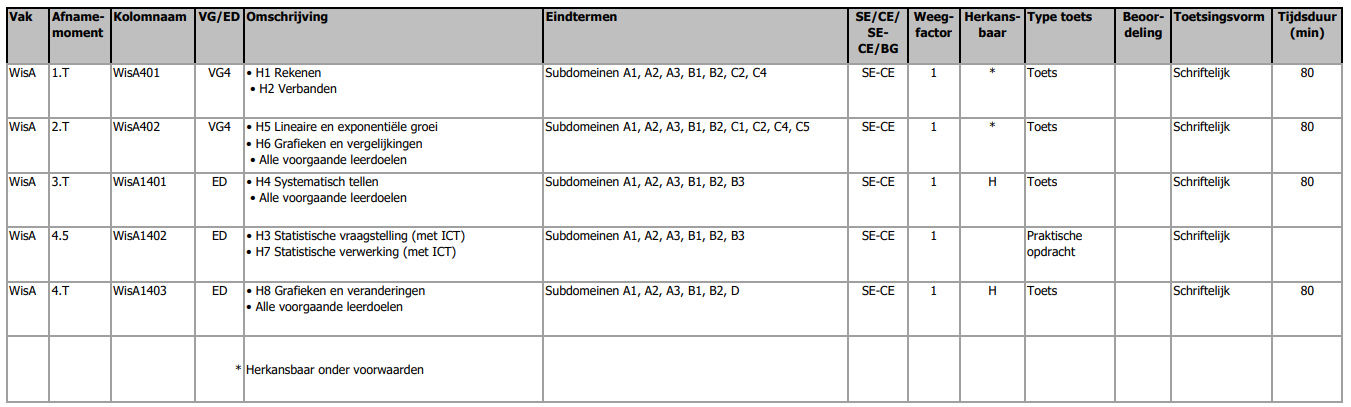 Vak Afname- Kolomnaam VG/ED Omschrijving Eindtermen SE/CE/ Weeg- Herkans- Type toets Beoor- Toetsingsvorm Tijdsduur
moment SE- factor baar deling (min)
CE/BG
WisA 1.T WisA401 VG4 • H1 Rekenen Subdomeinen A1, A2, A3, B1, B2, C2, C4 SE-CE 1 * Toets Schriftelijk 80
• H2 Verbanden
WisA 2.T WisA402 VG4 • H5 Lineaire en exponentiële groei Subdomeinen A1, A2, A3, B1, B2, C1, C2, C4, C5 SE-CE 1 * Toets Schriftelijk 80
• H6 Grafieken en vergelijkingen
• Alle voorgaande leerdoelen
WisA 3.T WisA1401 ED • H4 Systematisch tellen Subdomeinen A1, A2, A3, B1, B2, B3 SE-CE 1 H Toets Schriftelijk 80
• Alle voorgaande leerdoelen
WisA 4.5 WisA1402 ED • H3 Statistische vraagstelling (met ICT) Subdomeinen A1, A2, A3, B1, B2, B3 SE-CE 1 Praktische Schriftelijk
• H7 Statistische verwerking (met ICT) opdracht
WisA 4.T WisA1403 ED • H8 Grafieken en veranderingen Subdomeinen A1, A2, A3, B1, B2, D SE-CE 1 H Toets Schriftelijk 80
• Alle voorgaande leerdoelen
* Herkansbaar onder voorwaarden